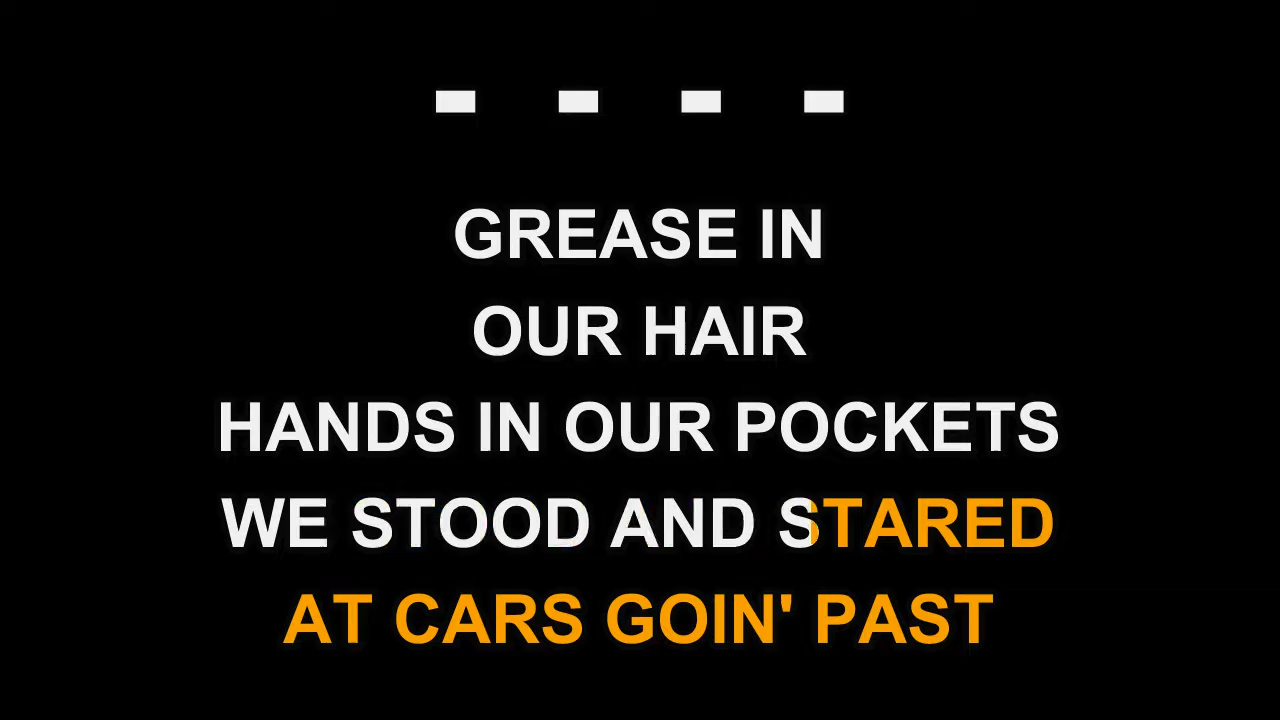 - - - -
GREASE IN
OUR HAIR
HANDS IN OUR POCKETS
WE STOOD AND STARED
AT CARS GOIN' PAST